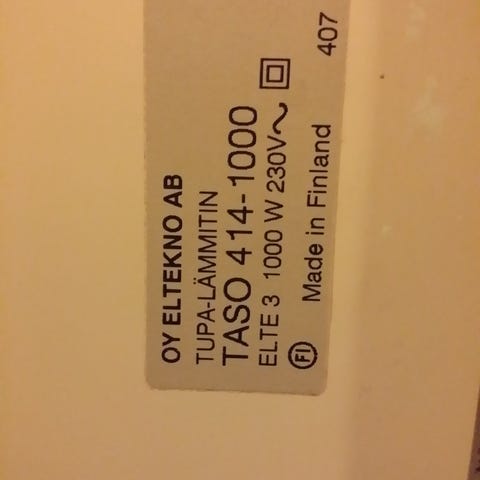 OY ELTEKNO AB
TUPA-LÄMMITIN
TASO 414-1000
ELTE 3 1000 W 230V~
FI Made in Finland 407